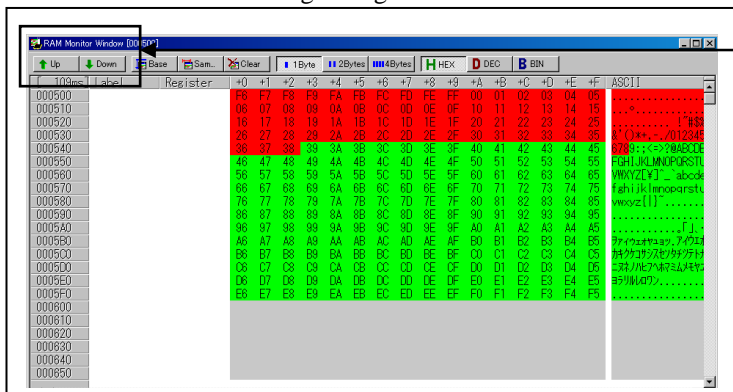 RAM Monitor Window [000500]
Up Down Base Sam.. Clear 1Byte 2Bytes 4Bytes HEX DEC BIN
109ms Label Register +0 +1 +2 +3 +4 +5 +6 +7 +8 +9 +A +B +C +D +E +F ASCII
000500 F6 F7 F8 F9 FA FB FC FD FE FF 00 01 02 03 04 05
000510 06 07 08 09 0A 0B 0C 0D 0E 0F 10 11 12 13 14 15
000520 16 17 18 19 1A 1B 1C 1D 1E 1F 20 21 22 23 24 25
000530 26 27 28 29 2A 2B 2C 2D 2E 2F 30 31 32 33 34 35 &'()*+,-./012345
000540 36 37 38 39 3A 3B 3C 3D 3E 3F 40 41 42 43 44 45 6789:;<=>?@ABCDE
000550 46 47 48 49 4A 4B 4C 4D 4E 4F 50 51 52 53 54 55 FGHIJKLMNOPQRSTU
000560 56 57 58 59 5A 5B 5C 5D 5E 5F 60 61 62 63 64 65 VWXYZ[¥]^_`abcde
000570 66 67 68 69 6A 6B 6C 6D 6E 6F 70 71 72 73 74 75 fghijklmnopqrstu
000580 76 77 78 79 7A 7B 7C 7D 7E 7F 80 81 82 83 84 85 vwxyz{|}~
000590 86 87 88 89 8A 8B 8C 8D 8E 8F 90 91 92 93 94 95
0005A0 96 97 98 99 9A 9B 9C 9D 9E 9F A0 A1 A2 A3 A4 A5
0005B0 A6 A7 A8 A9 AA AB AC AD AE AF B0 B1 B2 B3 B4 B5
0005C0 B6 B7 B8 B9 BA BB BC BD BE BF C0 C1 C2 C3 C4 C5
0005D0 C6 C7 C8 C9 CA CB CC CD CE CF D0 D1 D2 D3 D4 D5
0005E0 D6 D7 D8 D9 DA DB DC DD DE DF E0 E1 E2 E3 E4 E5
0005F0 E6 E7 E8 E9 EA EB EC ED EE EF F0 F1 F2 F3 F4 F5
000600
000610
000620
000630
000640
000650